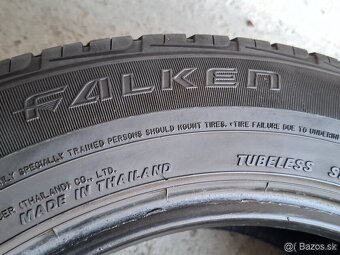 FALKEN
LY SPECIALLY TRAINED PERSONS SHOULD MOUNT TIRES. •TIRE FAILURE DUE TO UNDERINF
BER (THAILAND) CO., LTD.
MADE IN THAILAND
TUBELESS
Bazos.sk